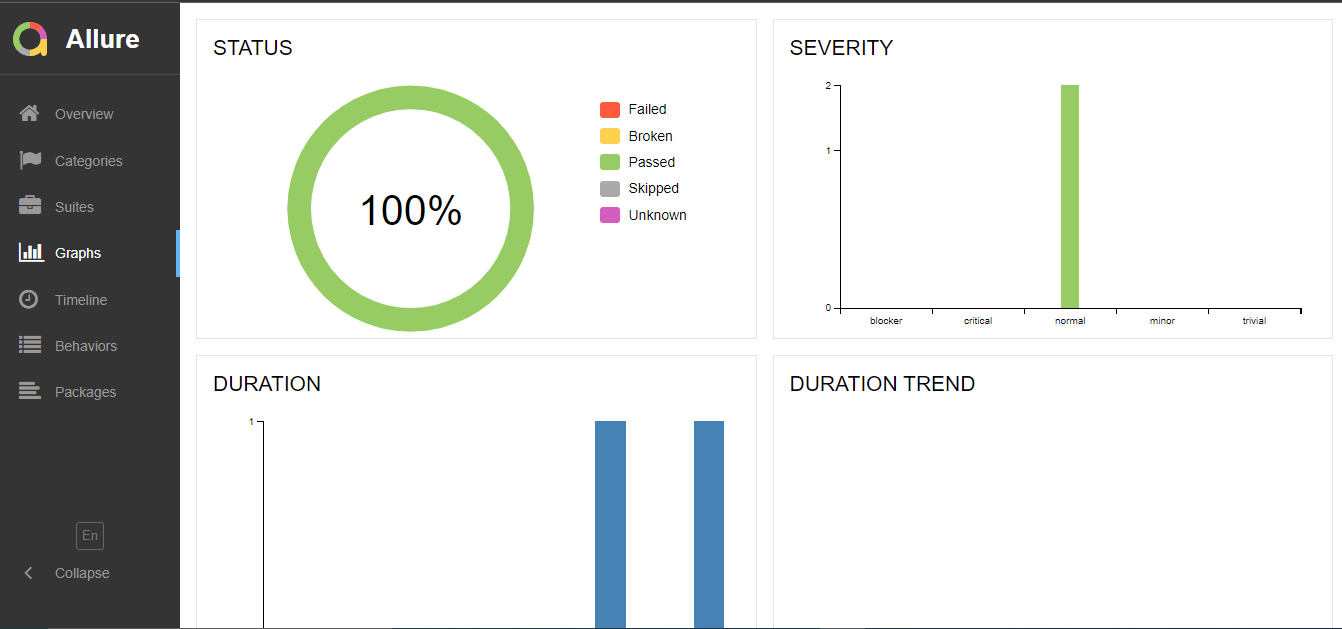 Allure
Overview
Categories
Suites
Graphs
Timeline
Behaviors
Packages
En
Collapse
STATUS
100%
Failed
Broken
Passed
Skipped
Unknown
SEVERITY
2
1
0
blocker critical normal minor trivial
DURATION
1
DURATION TREND